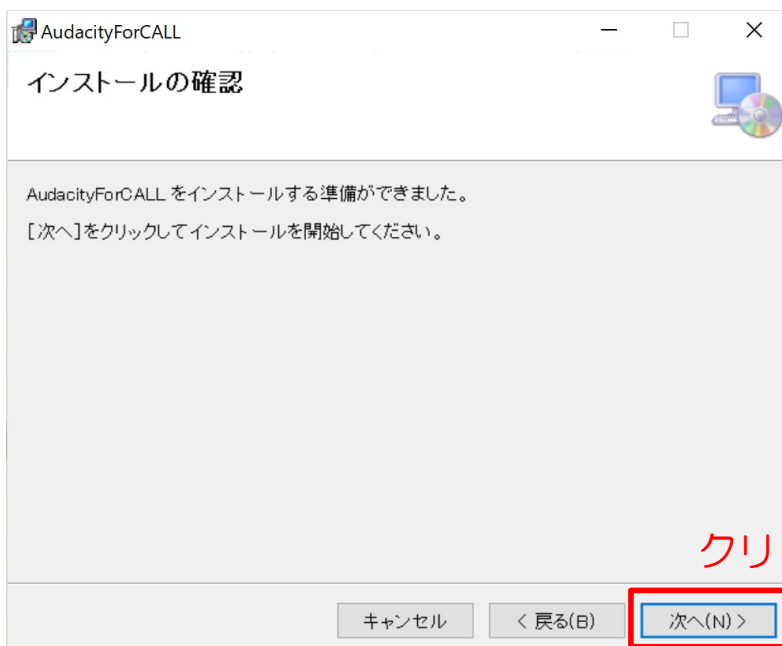 AudacityForCALL
インストールの確認
AudacityForCALL をインストールする準備ができました。
[次へ]をクリックしてインストールを開始してください。
クリ
キャンセル
< 戻る(B)
次へ(N) >